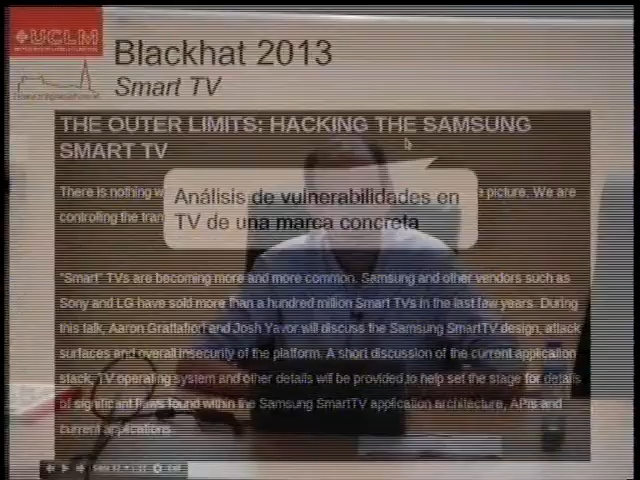 UCLM
Blackhat 2013
Smart TV
THE OUTER LIMITS: HACKING THE SAMSUNG
SMART TV
There is nothing w
e picture. We are
controlling the tran
Análisis de vulnerabilidades en
TV de una marca concreta
"Smart" TVs are becoming more and more common. Samsung and other vendors such as
Sony and LG have sold more than a hundred million Smart TVs in the last few years. During
this talk, Aaron Grattafiori and Josh Yavor will discuss the Samsung SmartTV design, attack
surfaces and overall insecurity of the platform. A short discussion of the current application
stack, TV operating system and other details will be provided to help set the stage for details
of significant flaws found within the Samsung SmartTV application architecture, APIs and
current applications.